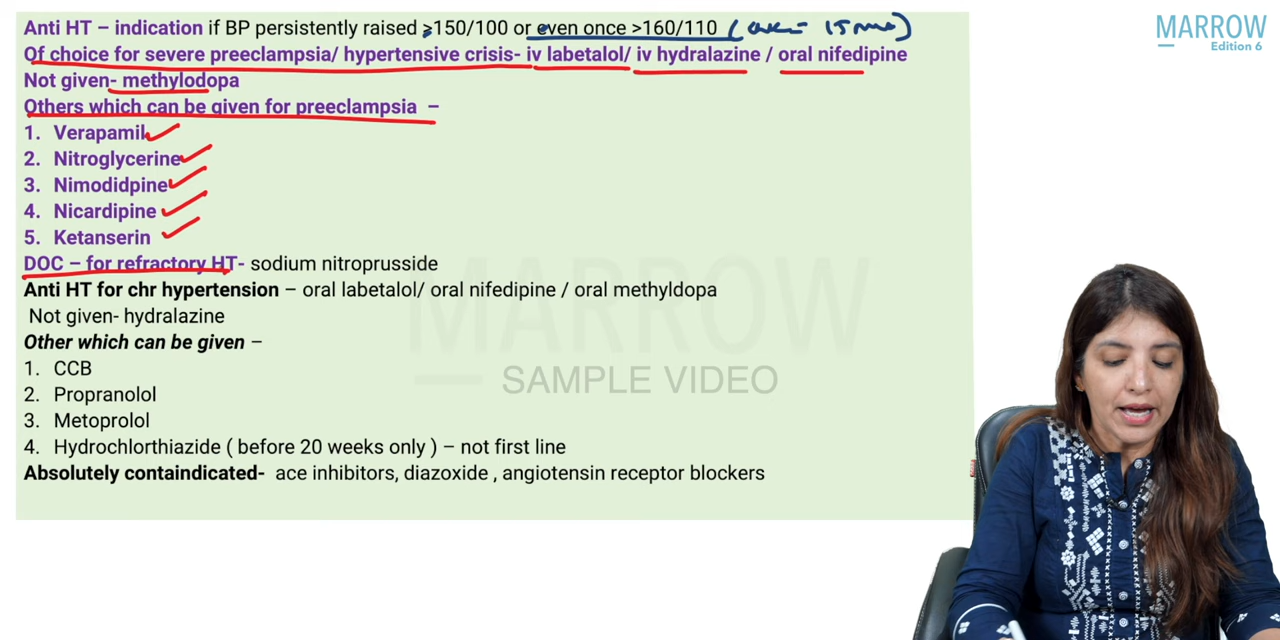 MARROW
Edition 6
Anti HT – indication if BP persistently raised ≥150/100 or even once >160/110
Of choice for severe preeclampsia/ hypertensive crisis- iv labetalol/ iv hydralazine / oral nifedipine
Not given- methylodopa
Others which can be given for preeclampsia –
1. Verapamil
2. Nitroglycerine
3. Nimodidpine
4. Nicardipine
5. Ketanserin
DOC – for refractory HT- sodium nitroprusside
Anti HT for chr hypertension – oral labetalol/ oral nifedipine / oral methyldopa
Not given- hydralazine
Other which can be given –
1. CCB
2. Propranolol
3. Metoprolol
4. Hydrochlorthiazide ( before 20 weeks only ) – not first line
Absolutely containdicated- ace inhibitors, diazoxide , angiotensin receptor blockers
MARROW
SAMPLE VIDEO